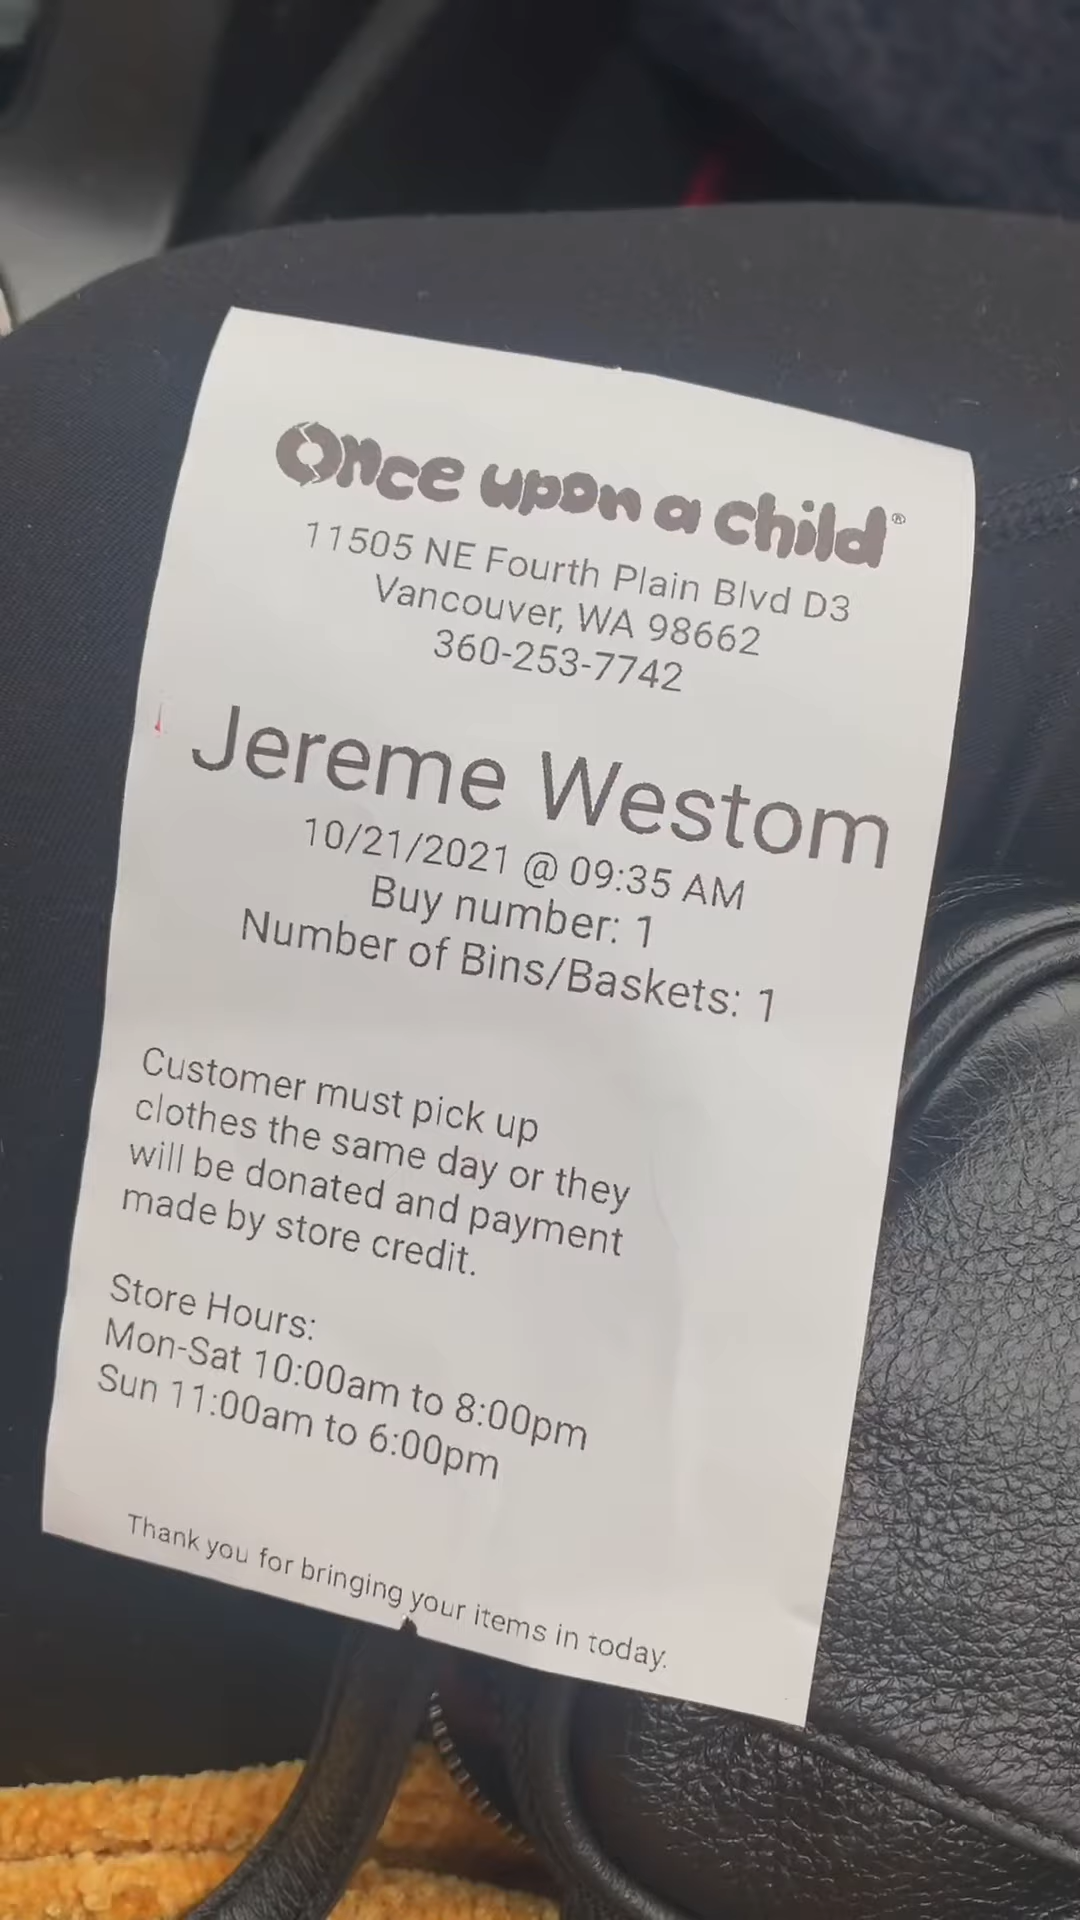 Once upon a child®
11505 NE Fourth Plain Blvd D3
Vancouver, WA 98662
360-253-7742
Jereme Westom
10/21/2021 @ 09:35 AM
Buy number: 1
Number of Bins/Baskets: 1
Customer must pick up
clothes the same day or they
will be donated and payment
made by store credit.
Store Hours:
Mon-Sat 10:00am to 8:00pm
Sun 11:00am to 6:00pm
Thank you for bringing your items in today.